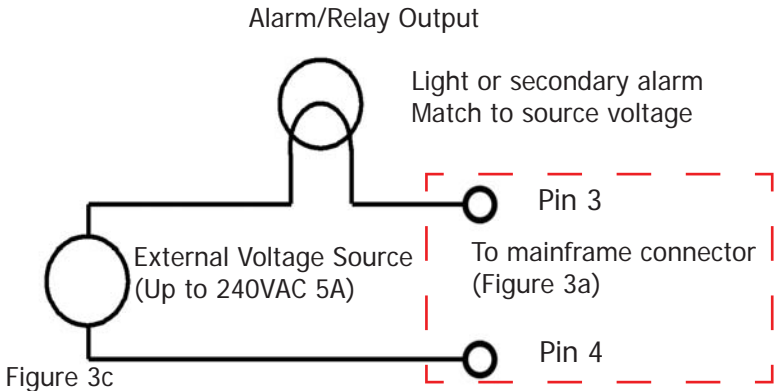 Alarm/Relay Output
Light or secondary alarm
Match to source voltage
Pin 3
External Voltage Source
(Up to 240VAC 5A)
To mainframe connector
(Figure 3a)
Pin 4
Figure 3c